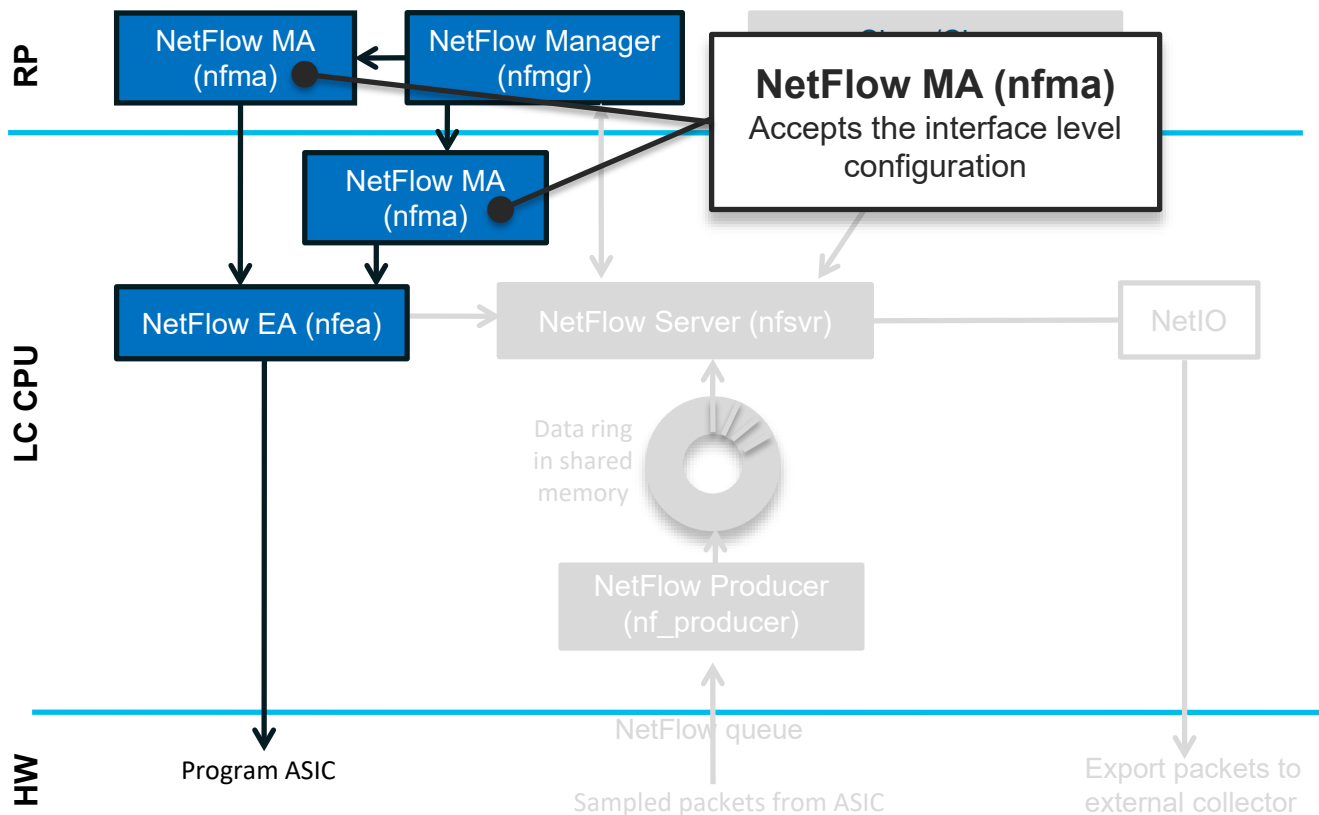 RP
NetFlow MA
(nfma)
NetFlow Manager
(nfmgr)
NetFlow MA (nfma)
Accepts the interface level
configuration
NetFlow MA
(nfma)
LC CPU
NetFlow EA (nfea)
NetFlow Server (nfsvr)
NetIO
Data ring
in shared
memory
NetFlow Producer
(nf_producer)
NetFlow queue
HW
Program ASIC
Sampled packets from ASIC
Export packets to
external collector